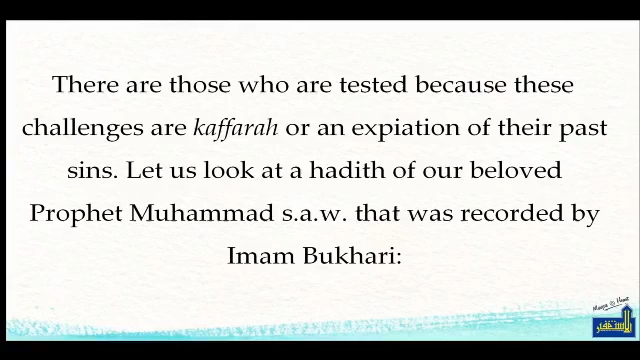 There are those who are tested because these
challenges are kaffarah or an expiation of their past
sins. Let us look at a hadith of our beloved
Prophet Muhammad s.a.w. that was recorded by
Imam Bukhari: